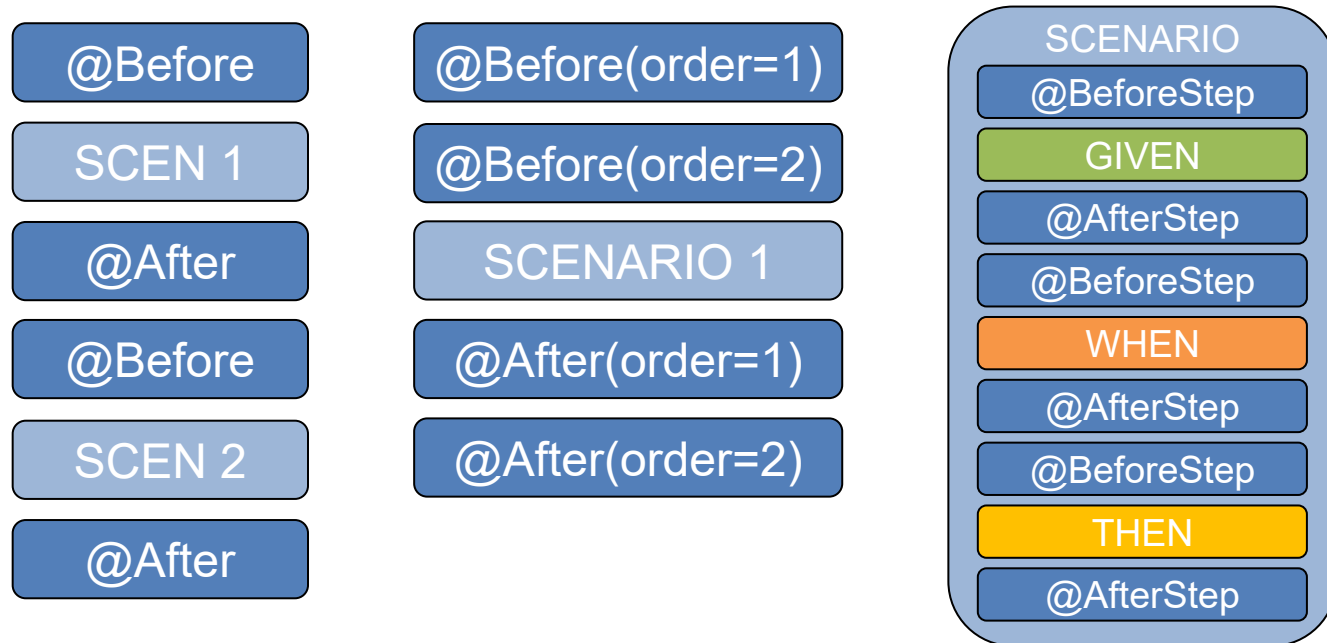 @Before
SCEN 1
@After
@Before
SCEN 2
@After
@Before(order=1)
@Before(order=2)
SCENARIO 1
@After(order=1)
@After(order=2)
SCENARIO
@BeforeStep
GIVEN
@AfterStep
@BeforeStep
WHEN
@AfterStep
@BeforeStep
THEN
@AfterStep